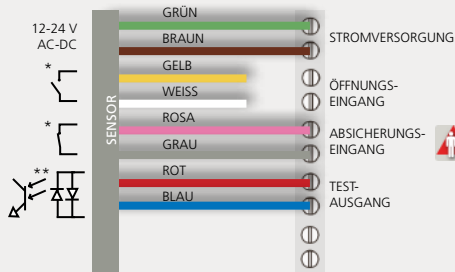 12-24 V
AC-DC
*
*
**
SENSOR
GRÜN
BRAUN
GELB
WEISS
ROSA
GRAU
ROT
BLAU
STROMVERSORGUNG
ÖFFNUNGS-
EINGANG
ABSICHERUNGS-
EINGANG
TEST-
AUSGANG